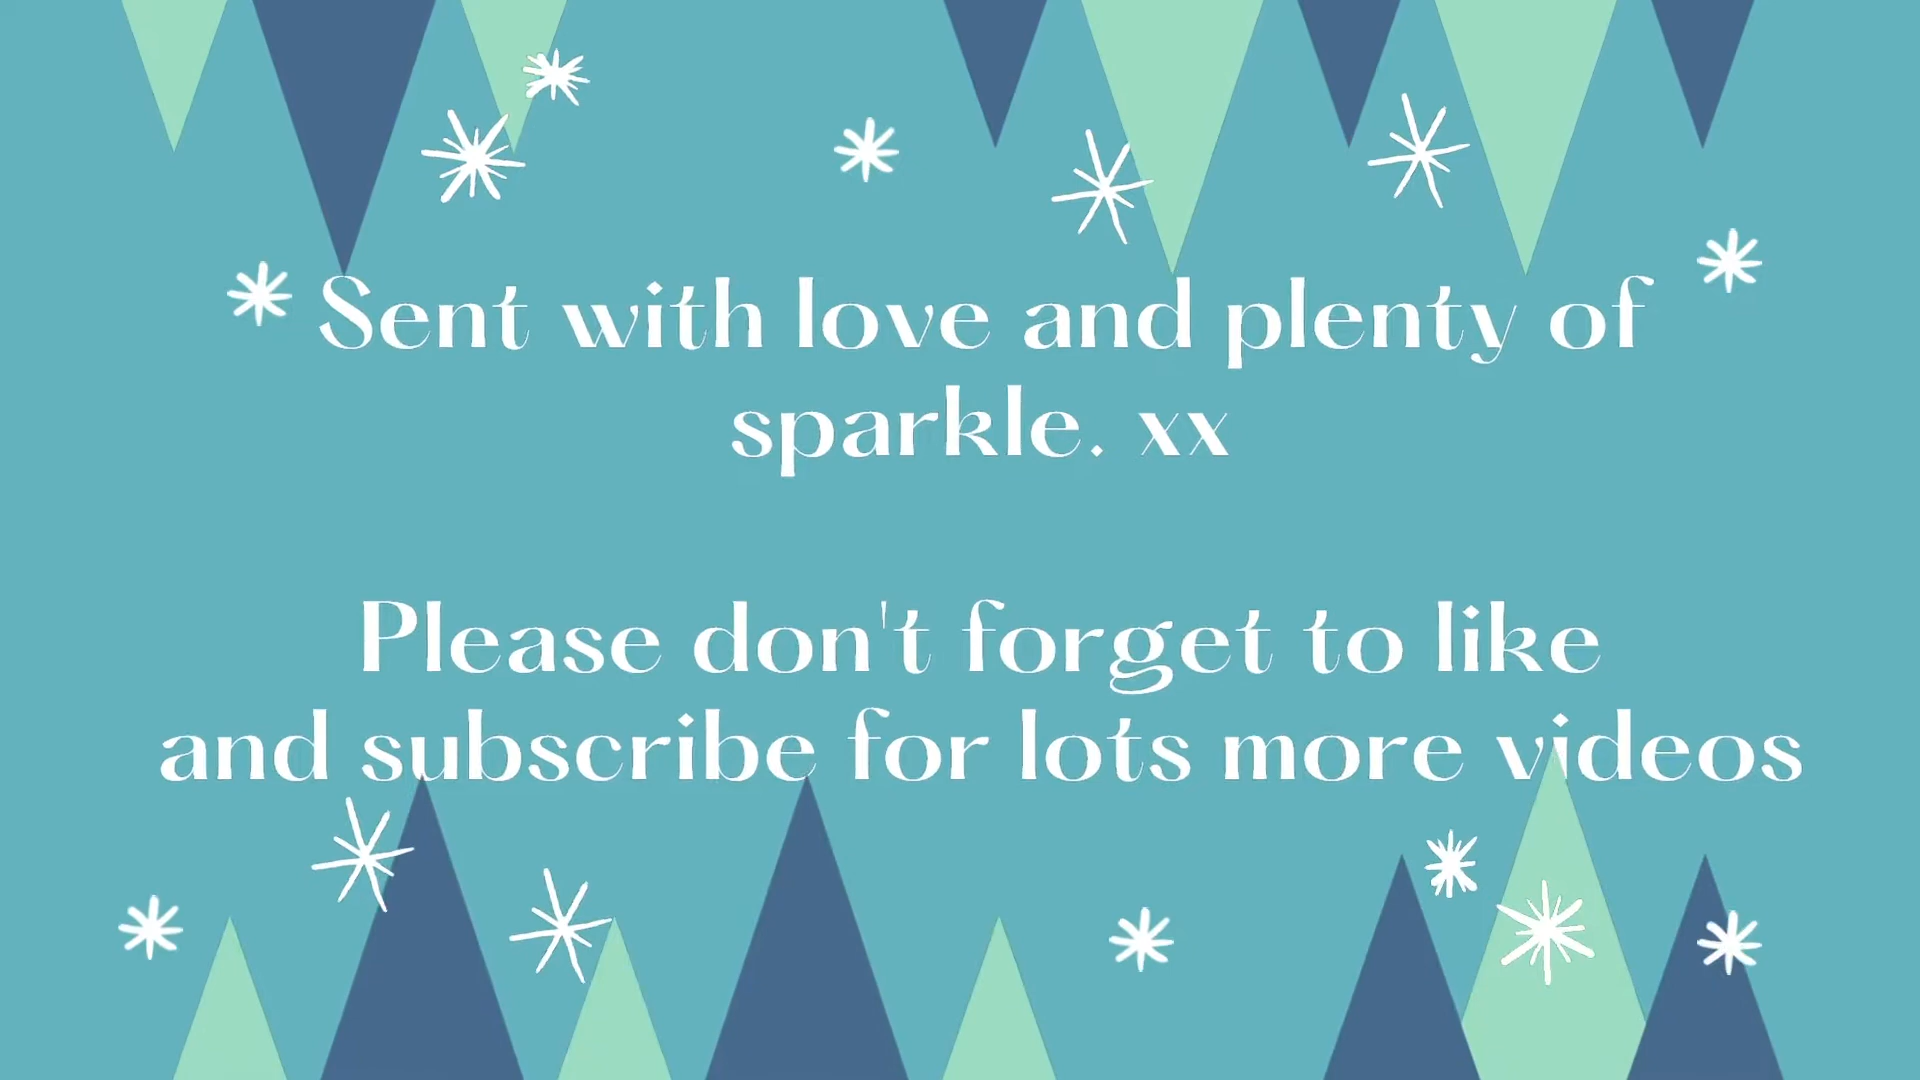 Sent with love and plenty of
sparkle. xx
Please don't forget to like
and subscribe for lots more videos